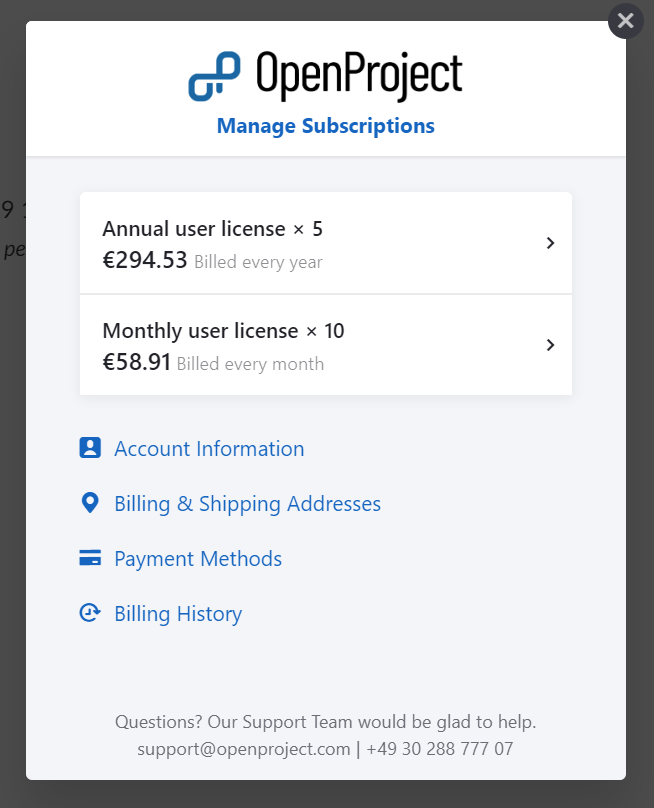 OpenProject
Manage Subscriptions
Annual user license × 5
€294.53 Billed every year
Monthly user license × 10
€58.91 Billed every month
Account Information
Billing & Shipping Addresses
Payment Methods
Billing History
Questions? Our Support Team would be glad to help.
support@openproject.com | +49 30 288 777 07